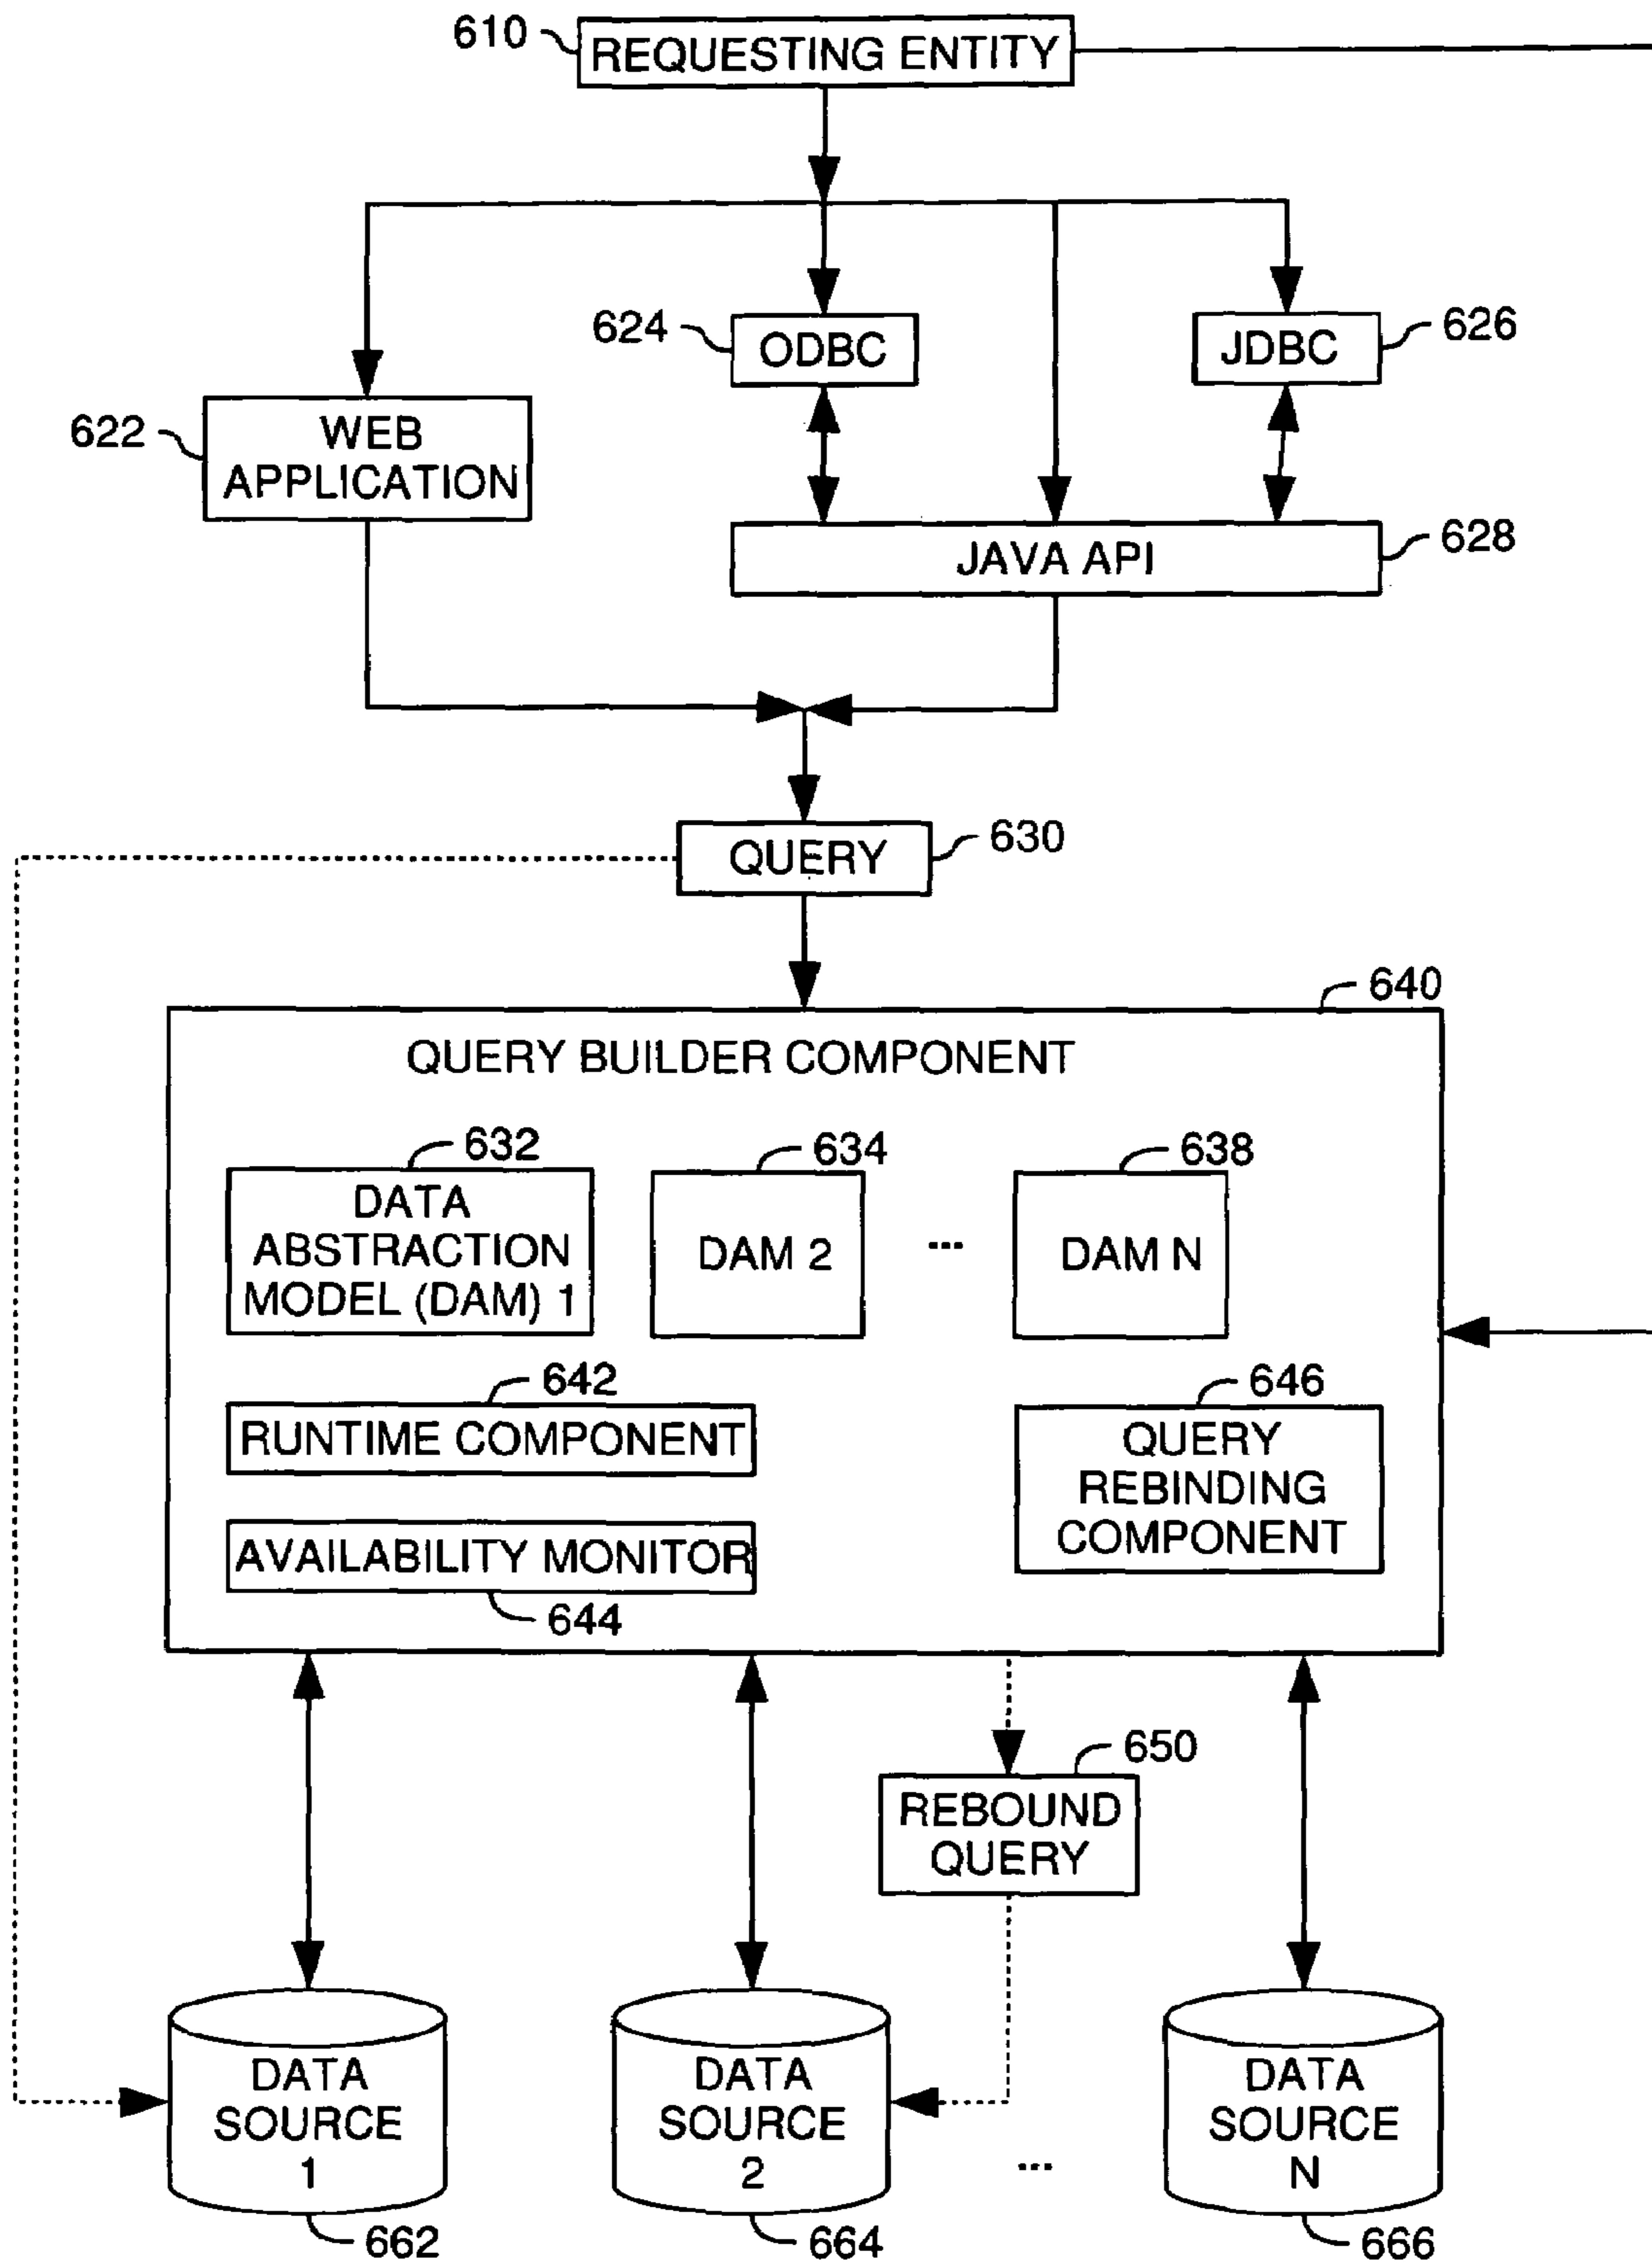 610
REQUESTING ENTITY
624
ODBC
JDBC
626
622
WEB
APPLICATION
JAVA API
628
QUERY
630
640
QUERY BUILDER COMPONENT
632
DATA
ABSTRACTION
MODEL (DAM) 1
634
DAM 2
...
638
DAM N
642
RUNTIME COMPONENT
AVAILABILITY MONITOR
644
646
QUERY
REBINDING
COMPONENT
650
REBOUND
QUERY
DATA
SOURCE
1
662
DATA
SOURCE
2
664
...
DATA
SOURCE
N
666